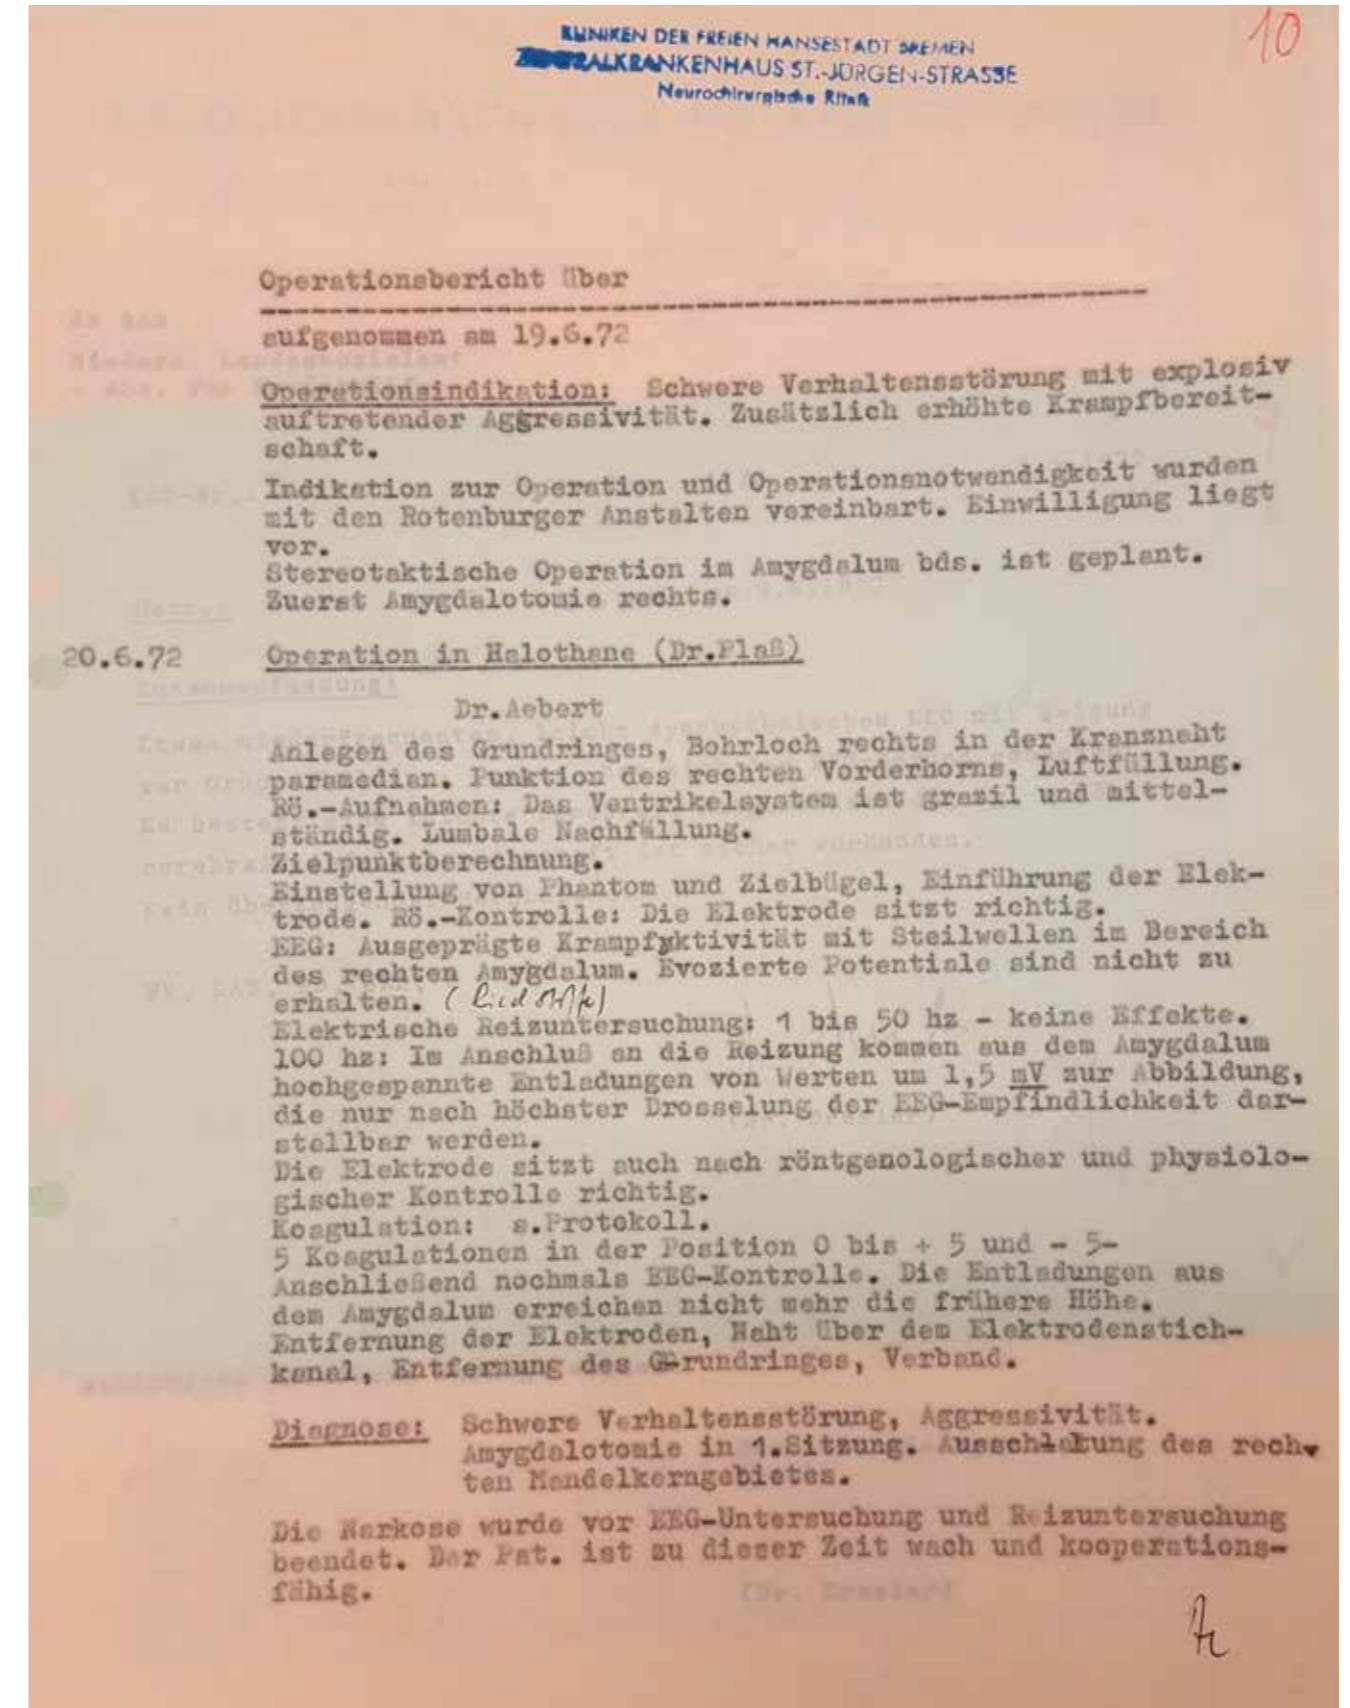 KLINIKEN DER FREIEN HANSESTADT BREMEN
ZENTRALKRANKENHAUS ST.-JÜRGEN-STRASSE
Neurochirurgische Klinik
10
Operationsbericht über
aufgenommen am 19.6.72
Operationsindikation: Schwere Verhaltensstörung mit explosiv
auftretender Aggressivität. Zusätzlich erhöhte Krampfbereit-
schaft.
Indikation zur Operation und Operationsnotwendigkeit wurden
mit den Rotenburger Anstalten vereinbart. Einwilligung liegt
vor.
Stereotaktische Operation im Amygdalum bds. ist geplant.
Zuerst Amygdalotomie rechts.
20.6.72 Operation in Halothane (Dr.Plaß)
Dr.Aebert
Anlegen des Grundringes, Bohrloch rechts in der Kranznaht
paramedian. Punktion des rechten Vorderhorns, Luftfüllung.
Rö.-Aufnahmen: Das Ventrikelsystem ist grazil und mittel-
ständig. Lumbale Nachfüllung.
Zielpunktberechnung.
Einstellung von Phantom und Zielbügel, Einführung der Elek-
trode. Rö.-Kontrolle: Die Elektrode sitzt richtig.
EEG: Ausgeprägte Krampfaktivität mit Steilwellen im Bereich
des rechten Amygdalum. Evozierte Potentiale sind nicht zu
erhalten.
Elektrische Reizuntersuchung: 1 bis 50 hz - keine Effekte.
100 hz: Im Anschluß an die Reizung kommen aus dem Amygdalum
hochgespannte Entladungen von Werten um 1,5 mV zur Abbildung,
die nur nach höchster Drosselung der EEG-Empfindlichkeit dar-
stellbar werden.
Die Elektrode sitzt auch nach röntgenologischer und physiolo-
gischer Kontrolle richtig.
Koagulation: s.Protokoll.
5 Koagulationen in der Position 0 bis + 5 und - 5-
Anschließend nochmals EEG-Kontrolle. Die Entladungen aus
dem Amygdalum erreichen nicht mehr die frühere Höhe.
Entfernung der Elektroden, Naht über dem Elektrodenstich-
kanal, Entfernung des Grundringes, Verband.
Diagnose: Schwere Verhaltensstörung, Aggressivität.
Amygdalotomie in 1.Sitzung. Ausschaltung des rech-
ten Mandelkerngebietes.
Die Narkose wurde vor EEG-Untersuchung und Reizuntersuchung
beendet. Der Pat. ist zu dieser Zeit wach und kooperations-
fähig.